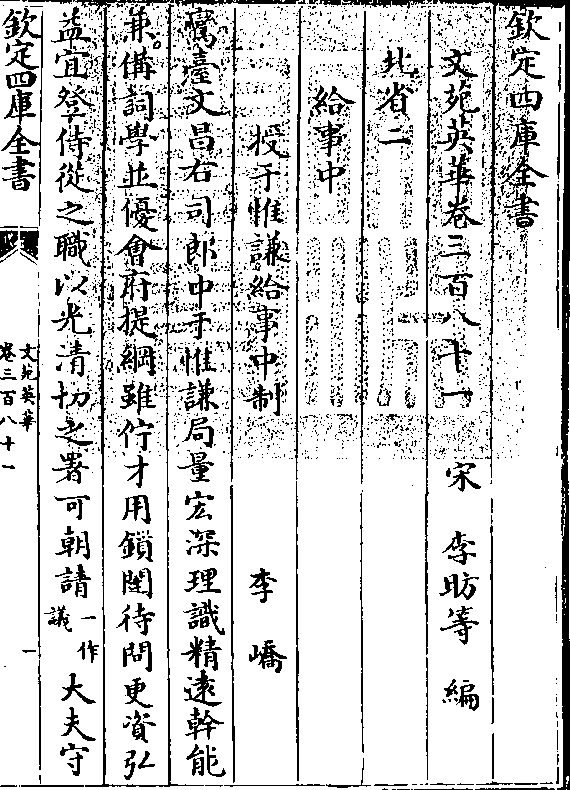 欽定四庫全書
文苑英華卷三百八十一
宋 李昉等 編
北省二
給事中
授于惟謙給事中制
李嶠
鸞臺文昌右司郎中于惟謙局量宏深理識精遠幹能
兼備詞學並優會府提綱雖佇才用鎖闈待問更資弘
益宜登侍從之職以光清切之署可朝請一作議大夫守
欽定四庫全書
文苑英華
卷三百八十一
一